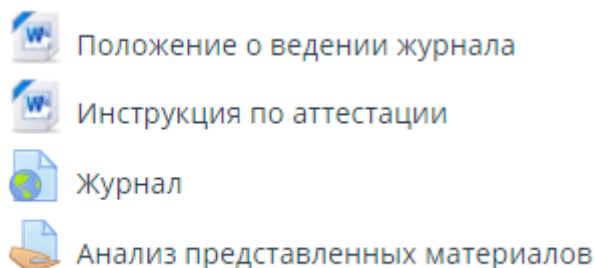 Положение о ведении журнала
Инструкция по аттестации
Журнал
Анализ представленных материалов